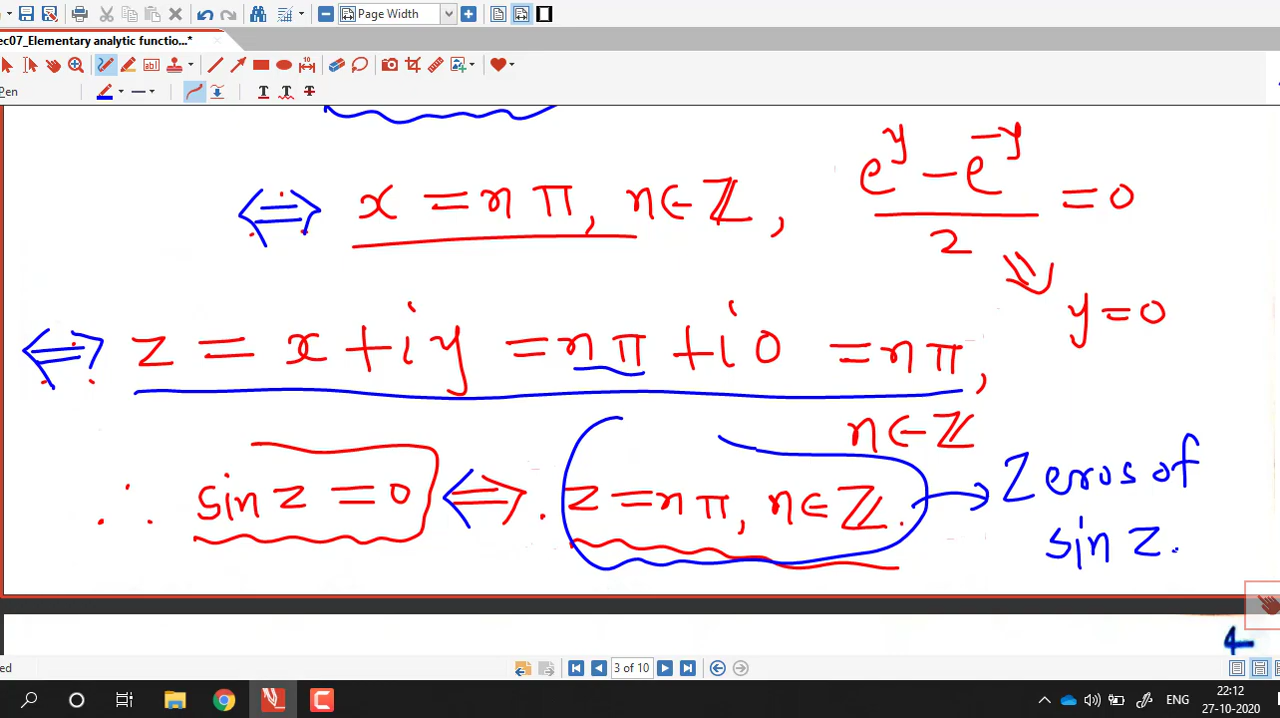 Page Width
ec07_Elementary analytic functio...*
Pen
⟺ x = nπ, n∈ℤ, (e^y − e^−y)/2 = 0
⇒ y = 0
⟺ z = x + iy = nπ + i0 = nπ,
n∈ℤ
∴ sin z = 0 ⟺ z = nπ, n∈ℤ. → Zeros of
sin z.
4
ed
3 of 10
ENG
22:12
27-10-2020